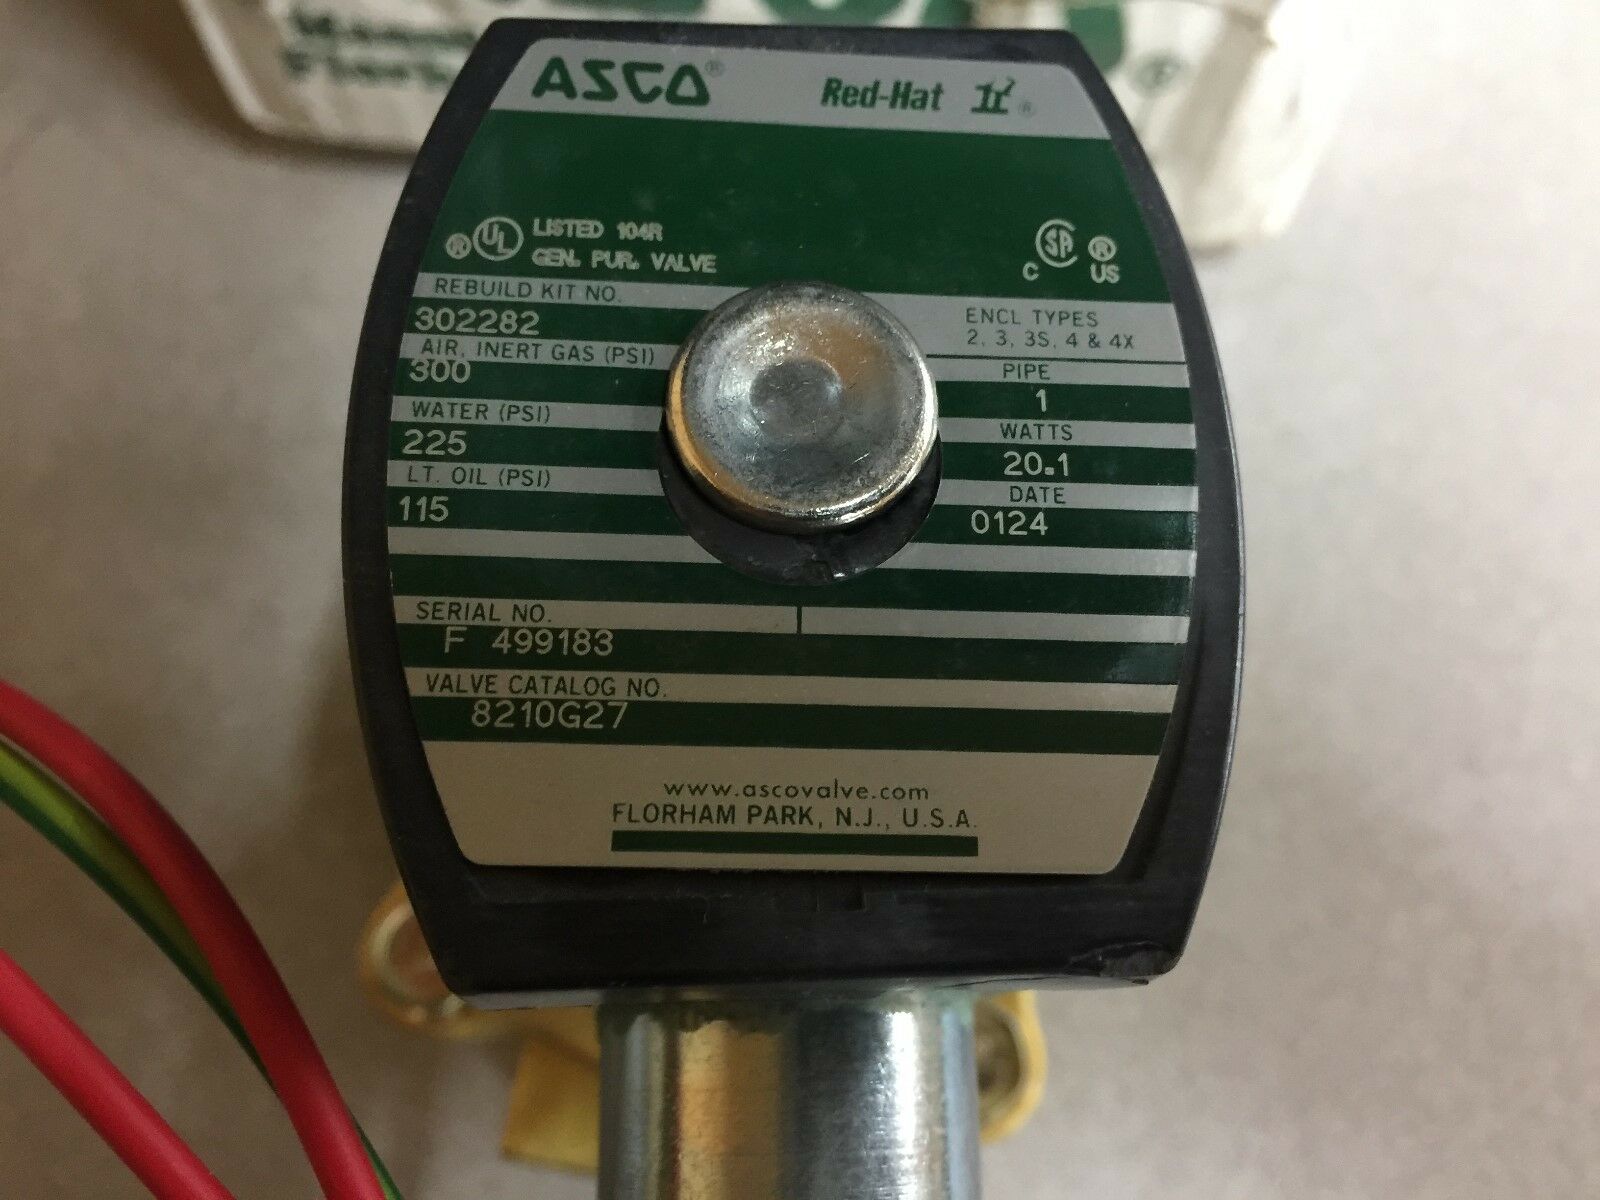 ASCO® Red-Hat II®
® UL LISTED 104R
GEN. PUR. VALVE
C SA ® US
REBUILD KIT NO.
302282
ENCL TYPES
2, 3, 3S, 4 & 4X
AIR, INERT GAS (PSI)
300
PIPE
1
WATER (PSI)
225
WATTS
20.1
LT. OIL (PSI)
115
DATE
0124
SERIAL NO.
F 499183
VALVE CATALOG NO.
8210G27
www.ascovalve.com
FLORHAM PARK, N.J., U.S.A.